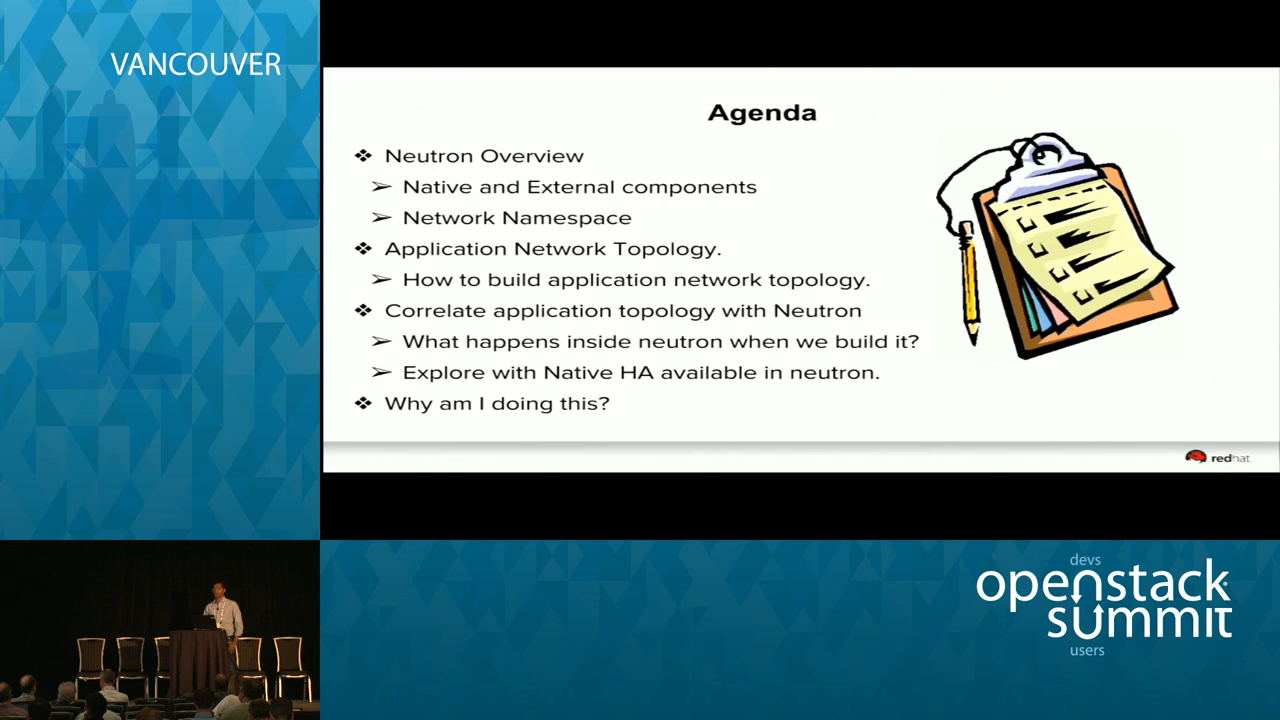 VANCOUVER
Agenda
❖ Neutron Overview
➢ Native and External components
➢ Network Namespace
❖ Application Network Topology.
➢ How to build application network topology.
❖ Correlate application topology with Neutron
➢ What happens inside neutron when we build it?
➢ Explore with Native HA available in neutron.
❖ Why am I doing this?
redhat.
devs
openstack
summit
users